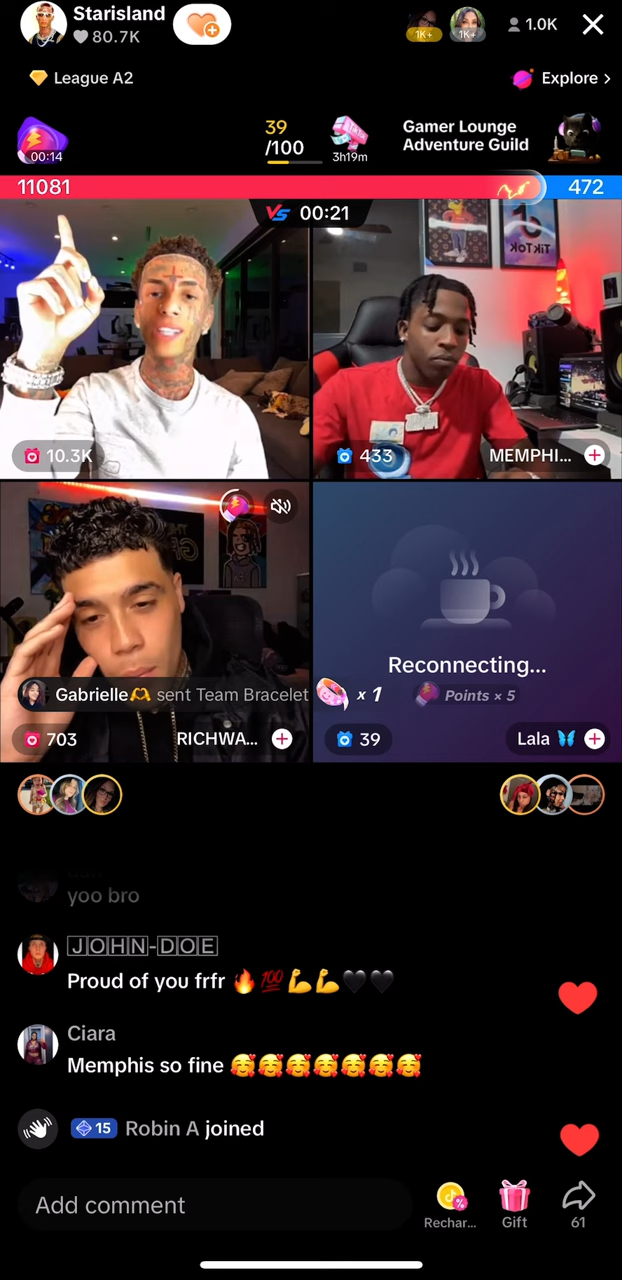 Starisland
80.7K
1K+
1K+
1.0K
League A2
Explore >
00:14
39
/100
3h19m
Gamer Lounge
Adventure Guild
11081
472
VS 00:21
TikTok
10.3K
433
MEMPHI...
Gabrielle🫶 sent Team Bracelet
x 1
Reconnecting...
Points × 5
703
RICHWA...
39
Lala 🦋
yoo bro
🄹🄾🄷🄽-🄳🄾🄴
Proud of you frfr 🔥💯💪💪🖤🖤
Ciara
Memphis so fine 🥰🥰🥰🥰🥰🥰🥰
15 Robin A joined
Add comment
Rechar...
Gift
61